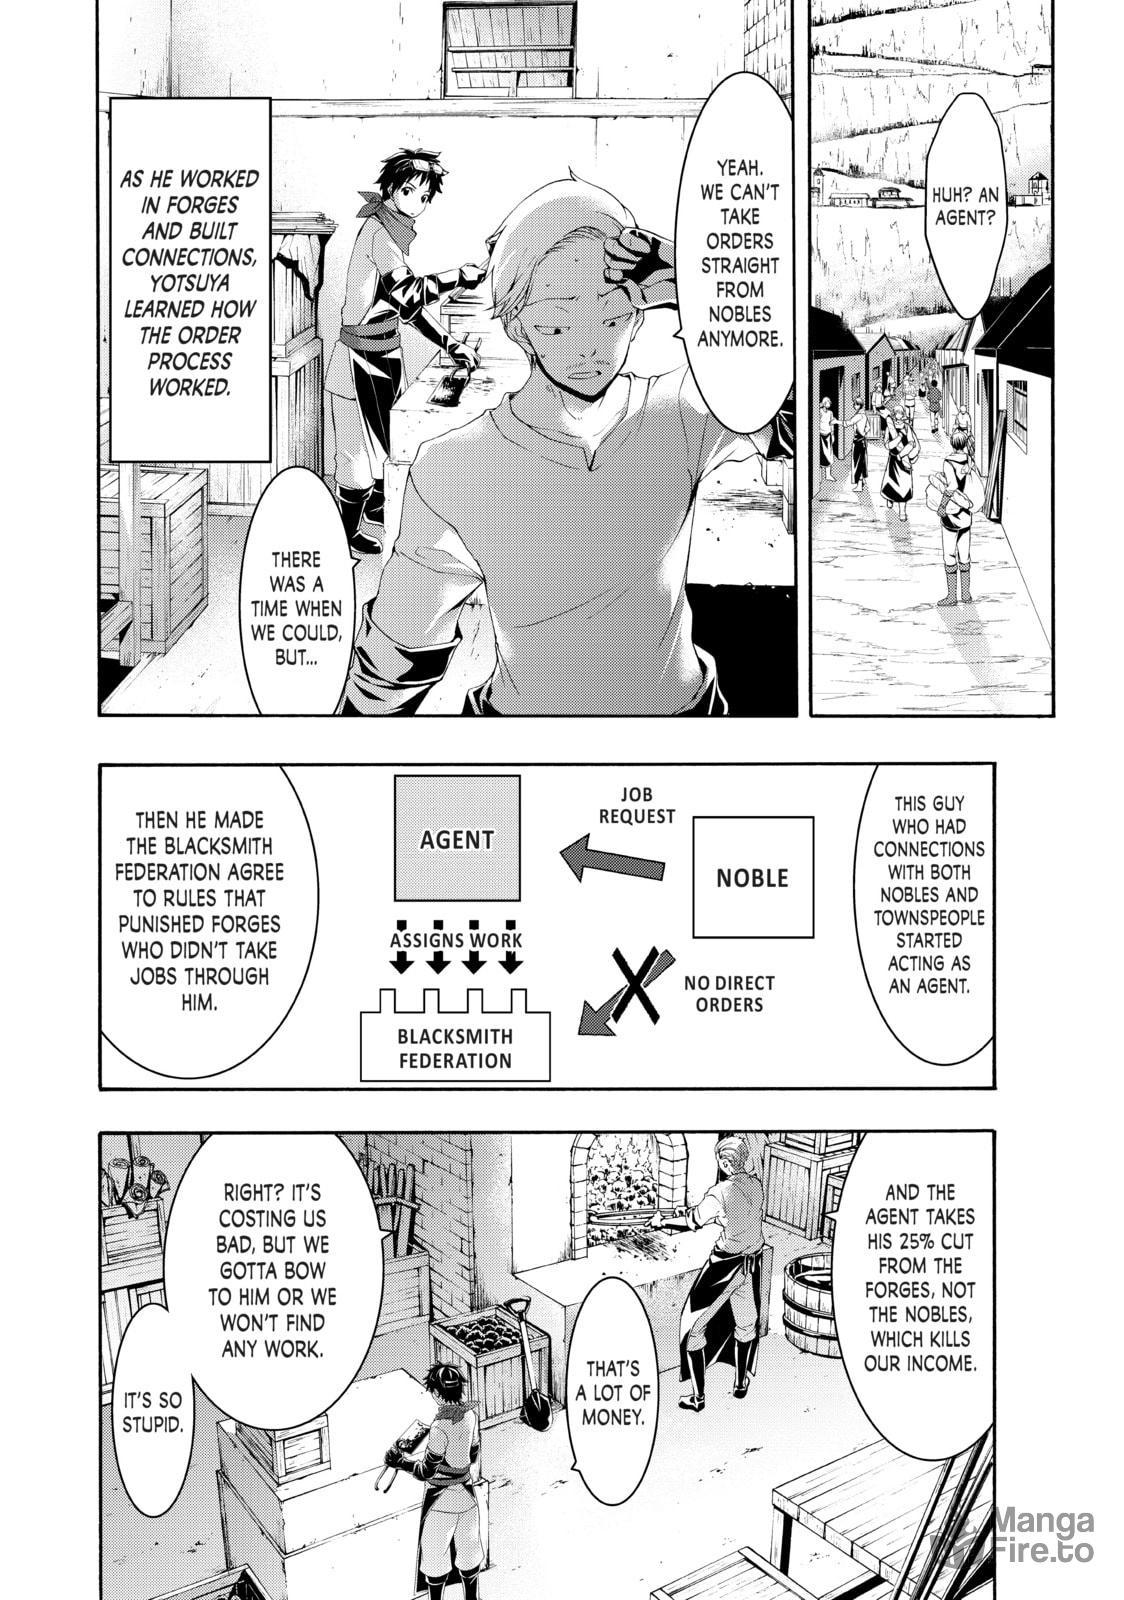 HUH? AN
AGENT?
YEAH.
WE CAN'T
TAKE
ORDERS
STRAIGHT
FROM
NOBLES
ANYMORE.
AS HE WORKED
IN FORGES
AND BUILT
CONNECTIONS,
YOTSUYA
LEARNED HOW
THE ORDER
PROCESS
WORKED.
THERE
WAS A
TIME WHEN
WE COULD,
BUT...
THIS GUY
WHO HAD
CONNECTIONS
WITH BOTH
NOBLES AND
TOWNSPEOPLE
STARTED
ACTING AS
AN AGENT.
JOB
REQUEST
NOBLE
AGENT
ASSIGNS WORK
NO DIRECT
ORDERS
BLACKSMITH
FEDERATION
THEN HE MADE
THE BLACKSMITH
FEDERATION AGREE
TO RULES THAT
PUNISHED FORGES
WHO DIDN'T TAKE
JOBS THROUGH
HIM.
AND THE
AGENT TAKES
HIS 25% CUT
FROM THE
FORGES, NOT
THE NOBLES,
WHICH KILLS
OUR INCOME.
THAT'S
A LOT OF
MONEY.
RIGHT? IT'S
COSTING US
BAD, BUT WE
GOTTA BOW
TO HIM OR WE
WON'T FIND
ANY WORK.
IT'S SO
STUPID.
Manga
Fire.to